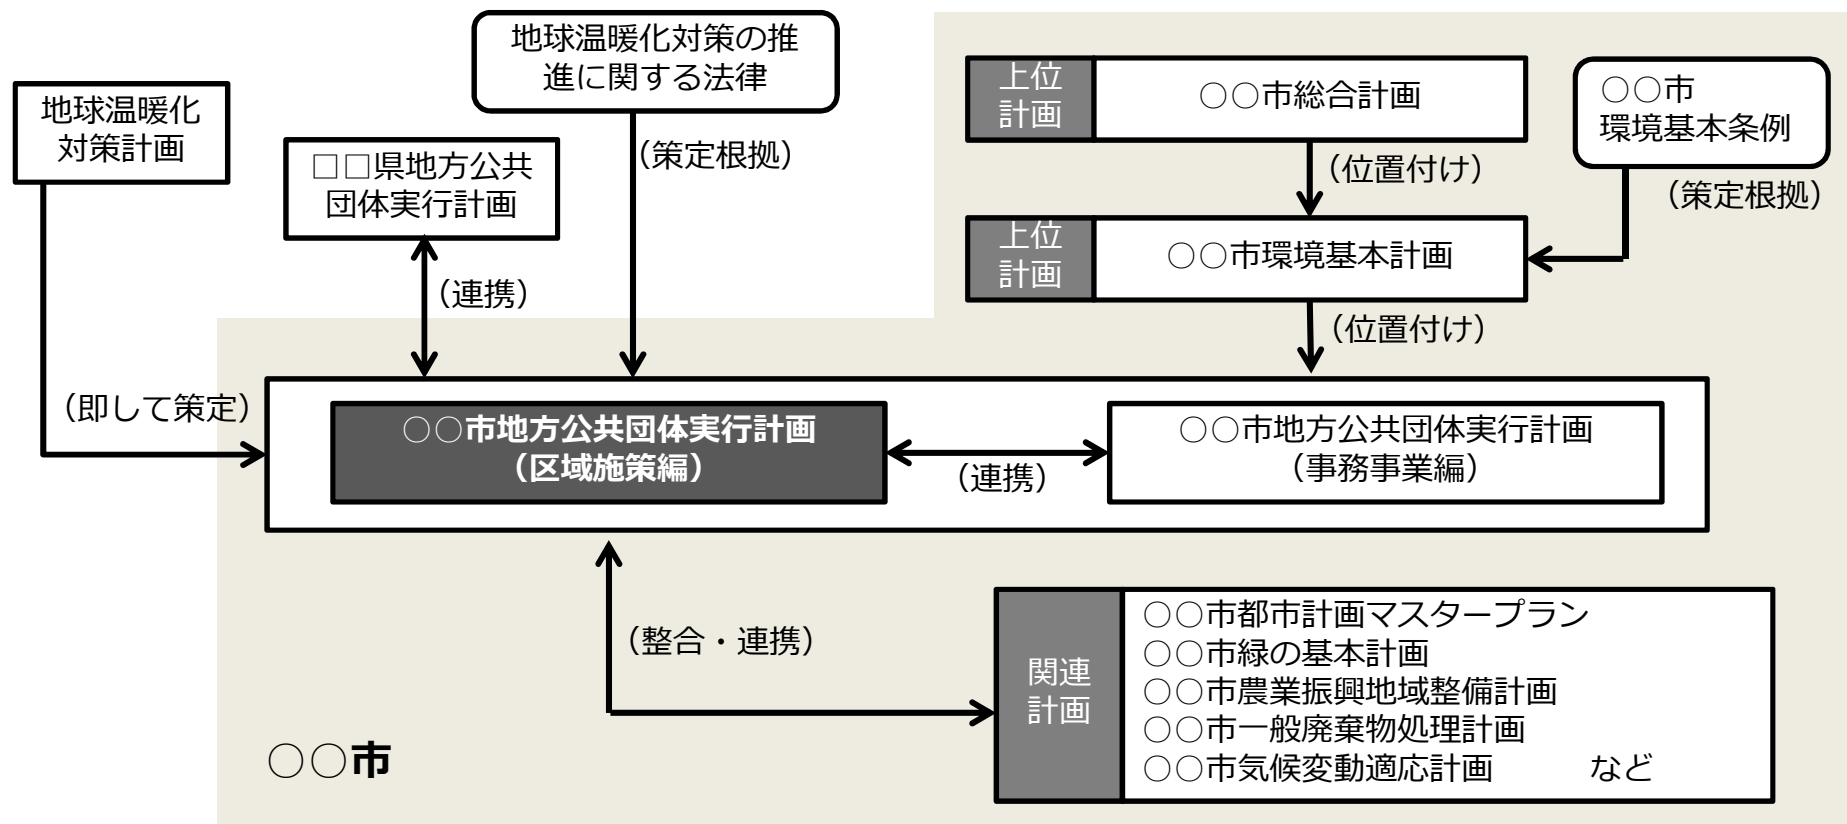 地球温暖化対策の推
進に関する法律
地球温暖化
対策計画
□□県地方公共
団体実行計画
(策定根拠)
(連携)
(即して策定)
上位
計画
○○市総合計画
○○市
環境基本条例
(位置付け)
(策定根拠)
上位
計画
○○市環境基本計画
(位置付け)
○○市地方公共団体実行計画
(区域施策編)
(連携)
○○市地方公共団体実行計画
(事務事業編)
(整合・連携)
関連
計画
○○市都市計画マスタープラン
○○市緑の基本計画
○○市農業振興地域整備計画
○○市一般廃棄物処理計画
○○市気候変動適応計画 など
○○市